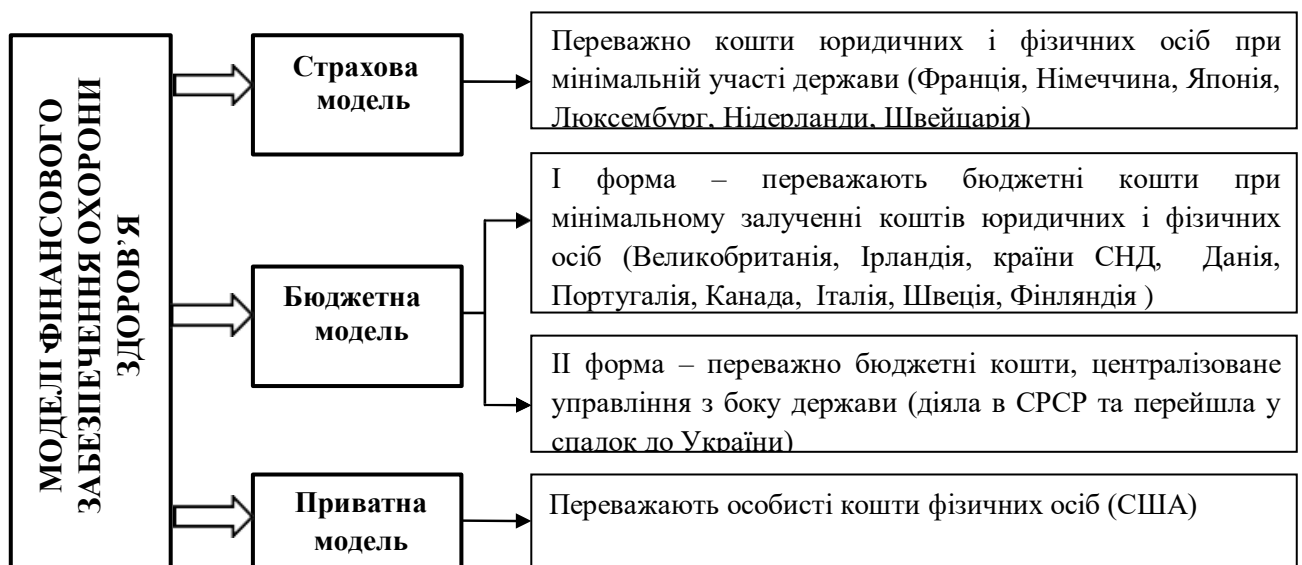 МОДЕЛІ ФІНАНСОВОГО
ЗАБЕЗПЕЧЕННЯ ОХОРОНИ
ЗДОРОВ’Я
Страхова
модель
Переважно кошти юридичних і фізичних осіб при
мінімальній участі держави (Франція, Німеччина, Японія,
Люксембург, Нідерланди, Швейцарія)
Бюджетна
модель
І форма – переважають бюджетні кошти при
мінімальному залученні коштів юридичних і фізичних
осіб (Великобританія, Ірландія, країни СНД, Данія,
Португалія, Канада, Італія, Швеція, Фінляндія )
ІІ форма – переважно бюджетні кошти, централізоване
управління з боку держави (діяла в СРСР та перейшла у
спадок до України)
Приватна
модель
Переважають особисті кошти фізичних осіб (США)